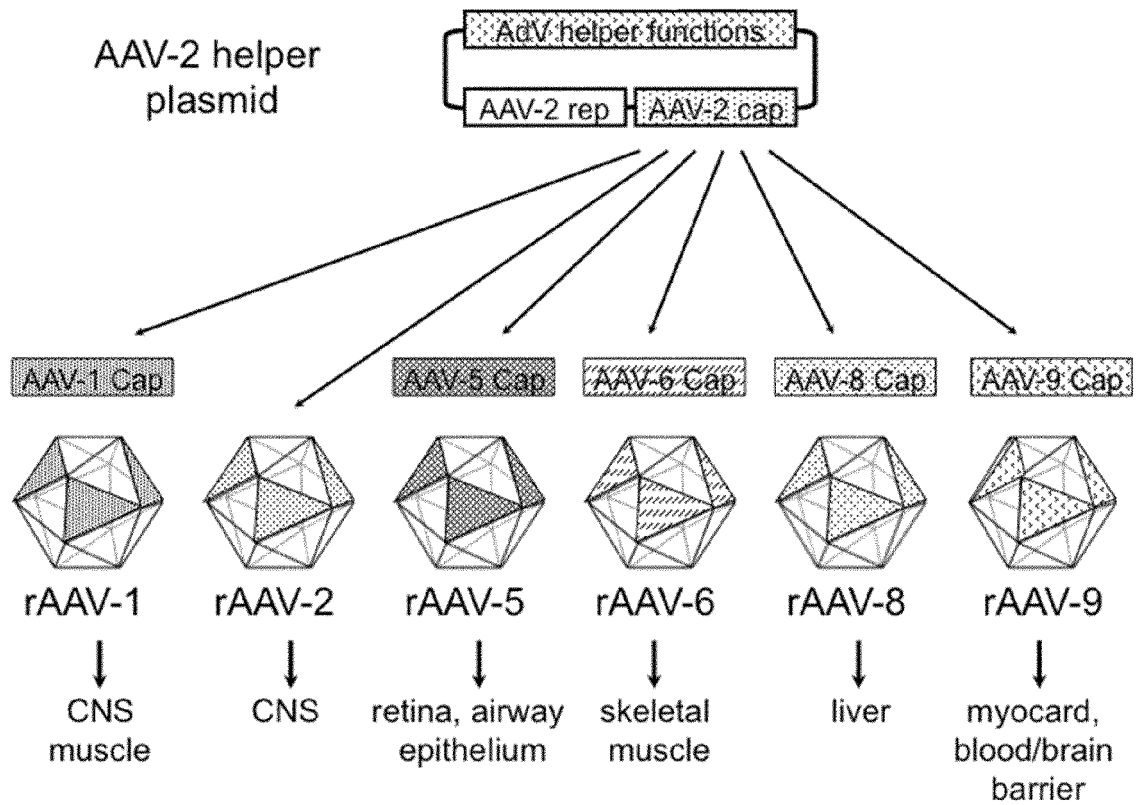 AAV-2 helper
plasmid
AdV helper functions
AAV-2 rep
AAV-2 cap
AAV-1 Cap
AAV-5 Cap
AAV-6 Cap
AAV-8 Cap
AAV-9 Cap
rAAV-1
rAAV-2
rAAV-5
rAAV-6
rAAV-8
rAAV-9
CNS
muscle
CNS
retina, airway
epithelium
skeletal
muscle
liver
myocard,
blood/brain
barrier